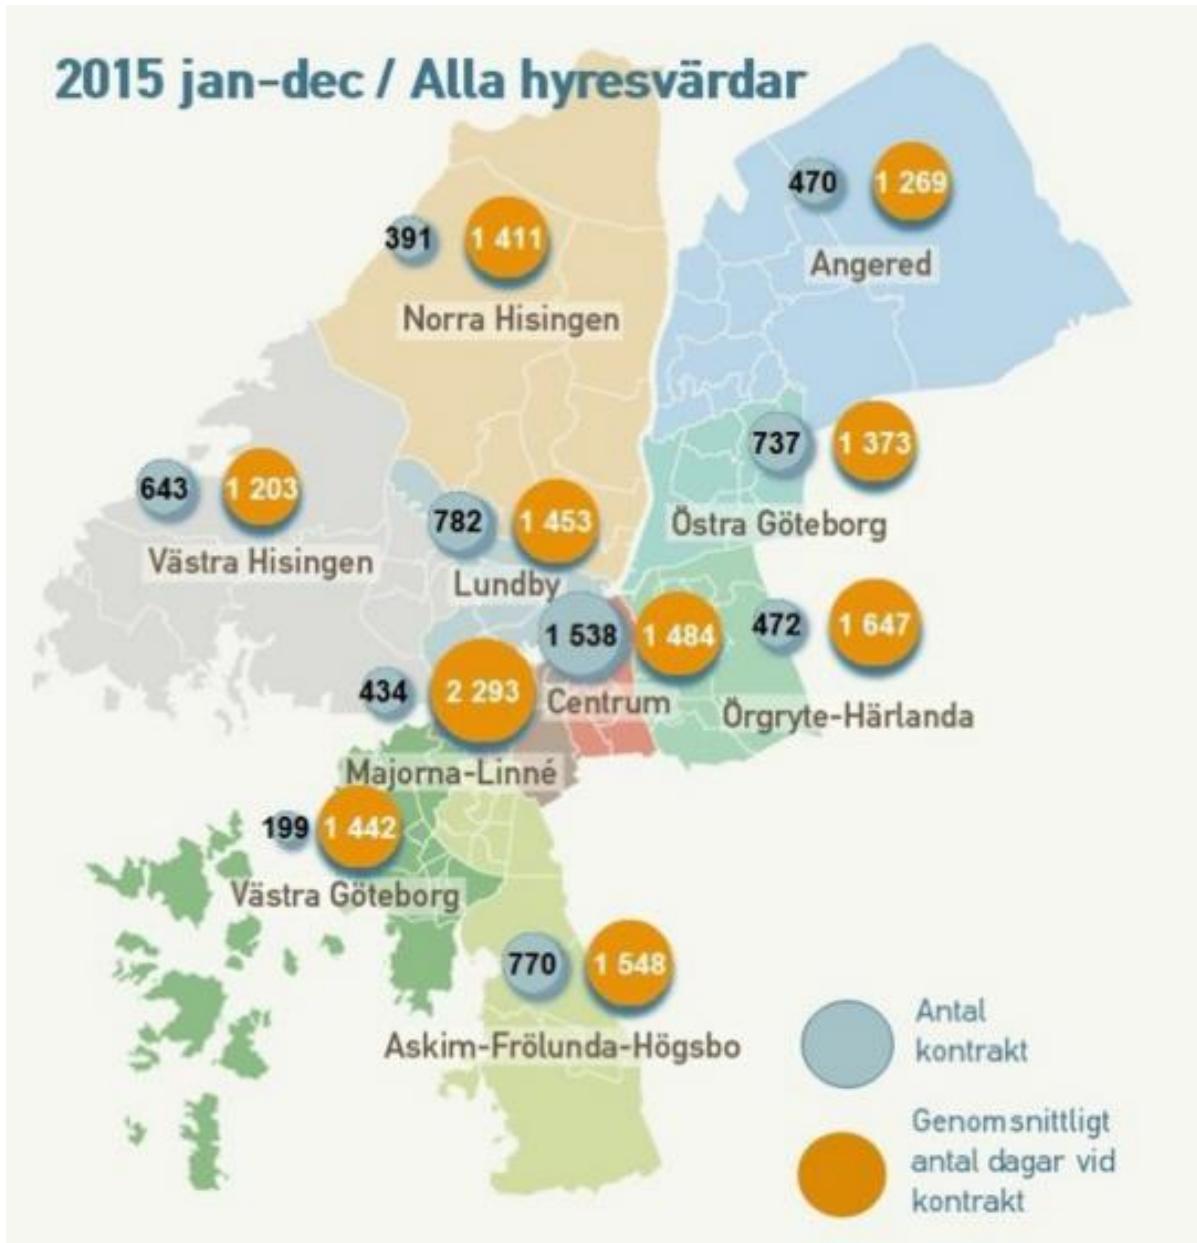 2015 jan-dec / Alla hyresvärdar
470 1 269
Angered
391 1 411
Norra Hisingen
737 1 373
Östra Göteborg
643 1 203
Västra Hisingen
782 1 453
Lundby
1 538 1 484
Centrum
472 1 647
Örgryte-Härlanda
434 2 293
Majorna-Linné
199 1 442
Västra Göteborg
770 1 548
Askim-Frölunda-Högsbo
Antal
kontrakt
Genomsnittligt
antal dagar vid
kontrakt